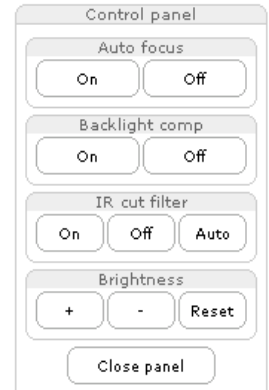 Control panel
Auto focus
On Off
Backlight comp
On Off
IR cut filter
On Off Auto
Brightness
+ - Reset
Close panel